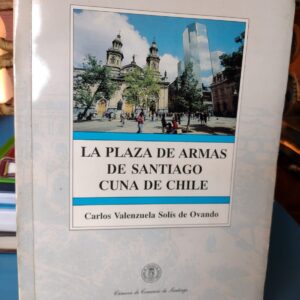 LA PLAZA DE ARMAS
DE SANTIAGO
CUNA DE CHILE
Carlos Valenzuela Solís de Ovando
Cámara de Comercio de Santiago